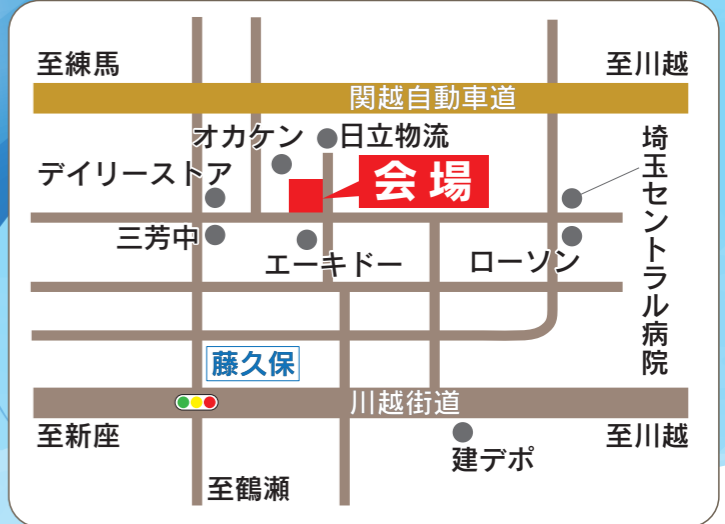 至練馬
至川越
関越自動車道
オカケン
日立物流
デイリーストア
会場
埼玉セントラル病院
三芳中
エーキドー
ローソン
藤久保
川越街道
至新座
至川越
建デポ
至鶴瀬